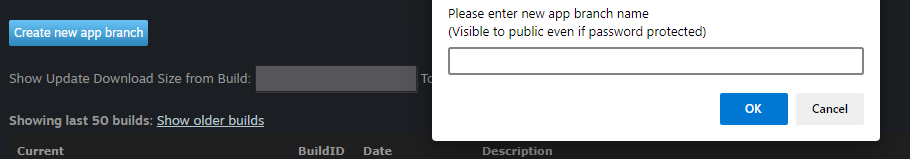 Please enter new app branch name
(Visible to public even if password protected)
OK
Cancel
Create new app branch
Show Update Download Size from Build:
To
Showing last 50 builds: Show older builds
Current BuildID Date Description